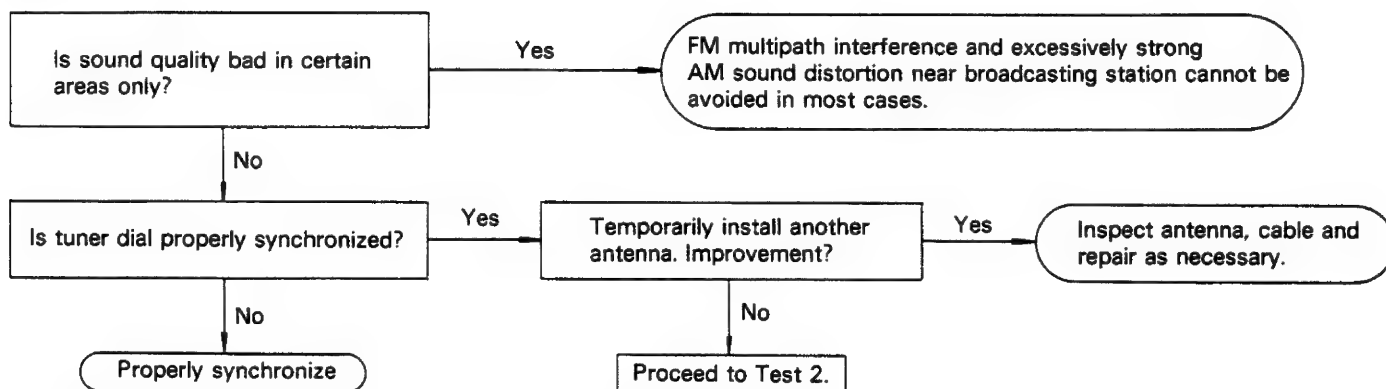 Is sound quality bad in certain
areas only?
Yes
FM multipath interference and excessively strong
AM sound distortion near broadcasting station cannot be
avoided in most cases.
No
Is tuner dial properly synchronized?
Yes
Temporarily install another
antenna. Improvement?
Yes
Inspect antenna, cable and
repair as necessary.
No
Properly synchronize
No
Proceed to Test 2.